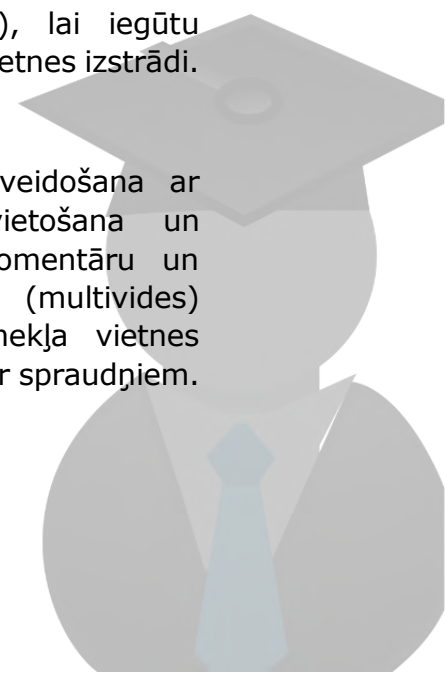 ), lai iegūtu
etnes izstrādi.
veidošana ar
vietošana un
omentāru un
(multivides)
nekļa vietnes
r spraudņiem.